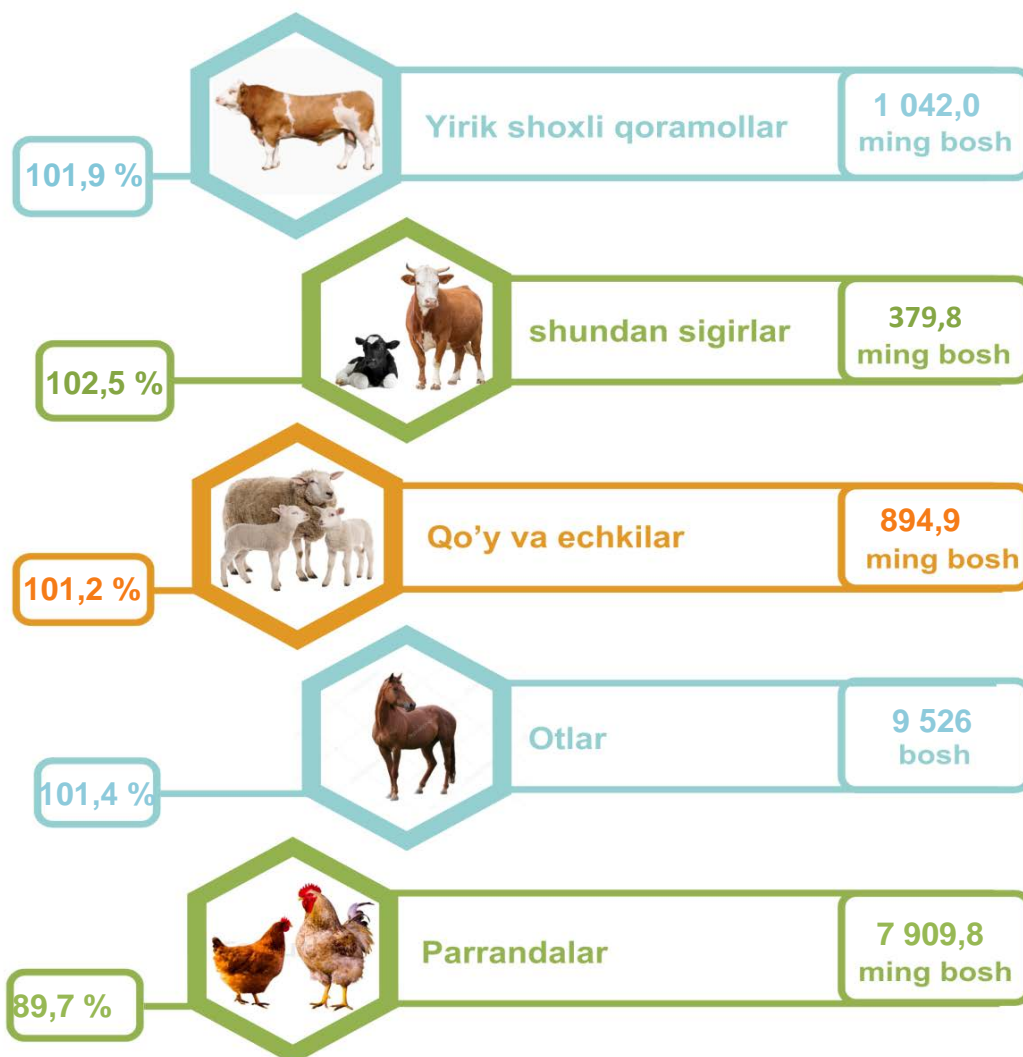 Yirik shoxli qoramollar
1 042,0
ming bosh
101,9 %
shundan sigirlar
379,8
ming bosh
102,5 %
Qo'y va echkilar
894,9
ming bosh
101,2 %
Otlar
9 526
bosh
101,4 %
Parrandalar
7 909,8
ming bosh
89,7 %